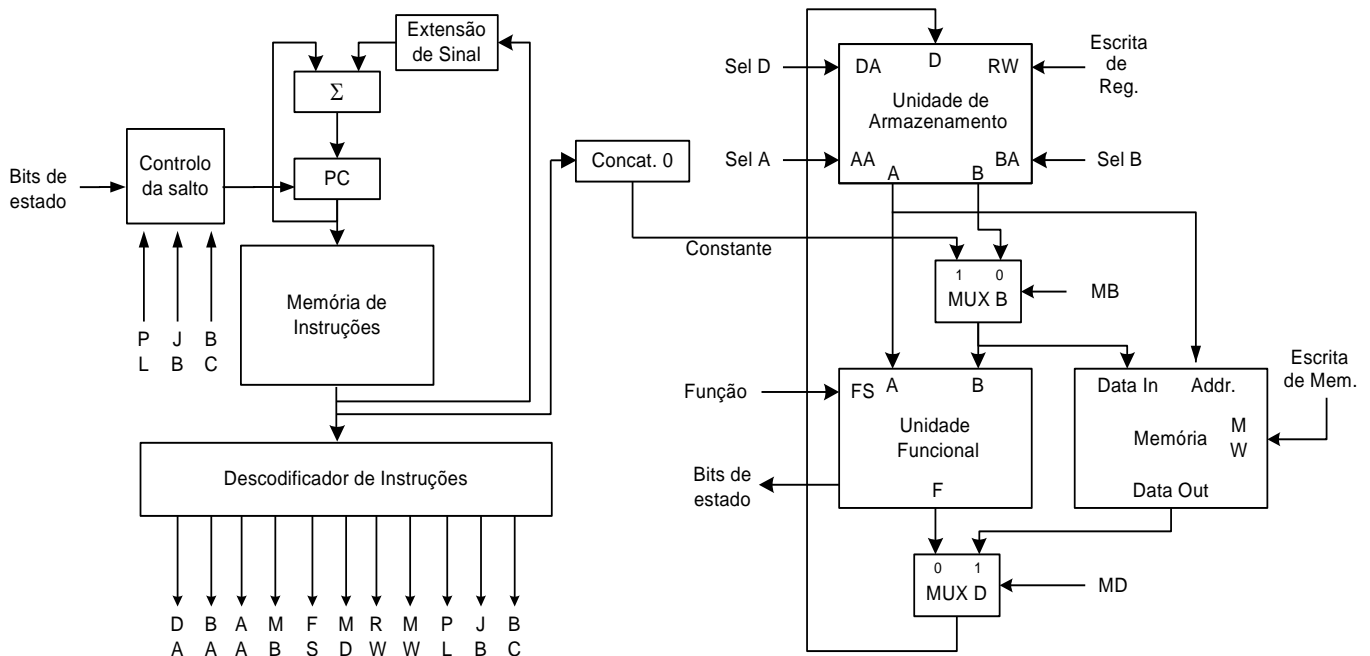 Extensão
de Sinal
Σ
Controlo
da salto
PC
Bits de
estado
P
L
J
B
B
C
Memória de
Instruções
Concat. 0
Constante
Descodificador de Instruções
D
A
B
A
A
A
M
B
F
S
M
D
R
W
M
W
P
L
J
B
B
C
Sel D
DA
D
RW
Escrita
de
Reg.
Unidade de
Armazenamento
Sel A
AA
A
B
BA
Sel B
1 0
MUX B
MB
Função
FS
A
B
Unidade
Funcional
F
Bits de
estado
Data In
Addr.
Memória
M
W
Data Out
Escrita
de Mem.
0 1
MUX D
MD